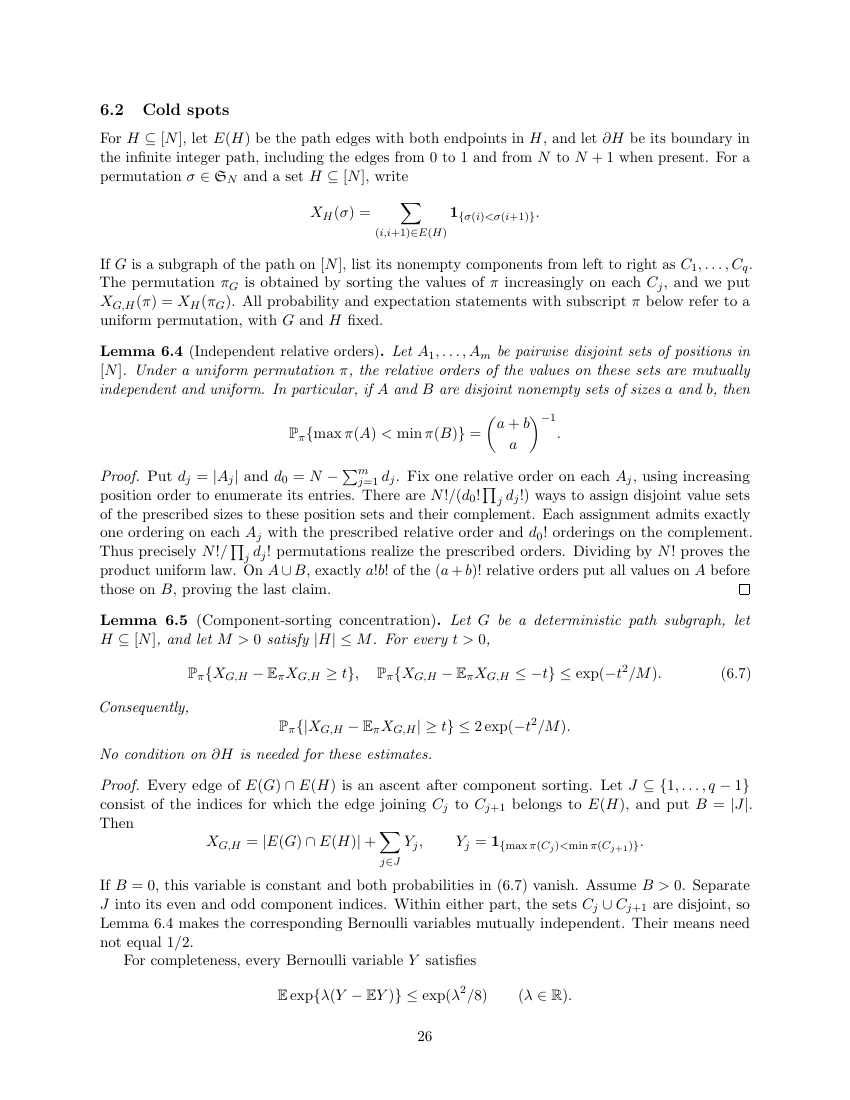 6.2 Cold spots
For H ⊆ [N], let E(H) be the path edges with both endpoints in H, and let ∂H be its boundary in
the infinite integer path, including the edges from 0 to 1 and from N to N + 1 when present. For a
permutation σ ∈ 𝔖_N and a set H ⊆ [N], write
X_H(σ) = ∑_{(i,i+1)∈E(H)} 1_{{σ(i)<σ(i+1)}}.
If G is a subgraph of the path on [N], list its nonempty components from left to right as C_1, . . . , C_q.
The permutation π_G is obtained by sorting the values of π increasingly on each C_j, and we put
X_{G,H}(π) = X_H(π_G). All probability and expectation statements with subscript π below refer to a
uniform permutation, with G and H fixed.
Lemma 6.4 (Independent relative orders). Let A_1, . . . , A_m be pairwise disjoint sets of positions in
[N]. Under a uniform permutation π, the relative orders of the values on these sets are mutually
independent and uniform. In particular, if A and B are disjoint nonempty sets of sizes a and b, then
ℙ_π{max π(A) < min π(B)} = \binom{a + b}{a}^{−1}.
Proof. Put d_j = |A_j| and d_0 = N − ∑_{j=1}^m d_j. Fix one relative order on each A_j, using increasing
position order to enumerate its entries. There are N!/(d_0! ∏_j d_j!) ways to assign disjoint value sets
of the prescribed sizes to these position sets and their complement. Each assignment admits exactly
one ordering on each A_j with the prescribed relative order and d_0! orderings on the complement.
Thus precisely N!/ ∏_j d_j! permutations realize the prescribed orders. Dividing by N! proves the
product uniform law. On A ∪ B, exactly a!b! of the (a + b)! relative orders put all values on A before
those on B, proving the last claim. □
Lemma 6.5 (Component-sorting concentration). Let G be a deterministic path subgraph, let
H ⊆ [N], and let M > 0 satisfy |H| ≤ M. For every t > 0,
ℙ_π{X_{G,H} − 𝔼_πX_{G,H} ≥ t}, ℙ_π{X_{G,H} − 𝔼_πX_{G,H} ≤ −t} ≤ exp(−t^2/M). (6.7)
Consequently,
ℙ_π{|X_{G,H} − 𝔼_πX_{G,H}| ≥ t} ≤ 2 exp(−t^2/M).
No condition on ∂H is needed for these estimates.
Proof. Every edge of E(G) ∩ E(H) is an ascent after component sorting. Let J ⊆ {1, . . . , q − 1}
consist of the indices for which the edge joining C_j to C_{j+1} belongs to E(H), and put B = |J|.
Then
X_{G,H} = |E(G) ∩ E(H)| + ∑_{j∈J} Y_j, Y_j = 1_{{max π(C_j)<min π(C_{j+1})}}.
If B = 0, this variable is constant and both probabilities in (6.7) vanish. Assume B > 0. Separate
J into its even and odd component indices. Within either part, the sets C_j ∪ C_{j+1} are disjoint, so
Lemma 6.4 makes the corresponding Bernoulli variables mutually independent. Their means need
not equal 1/2.
For completeness, every Bernoulli variable Y satisfies
𝔼 exp{λ(Y − 𝔼Y)} ≤ exp(λ^2/8) (λ ∈ ℝ).
26